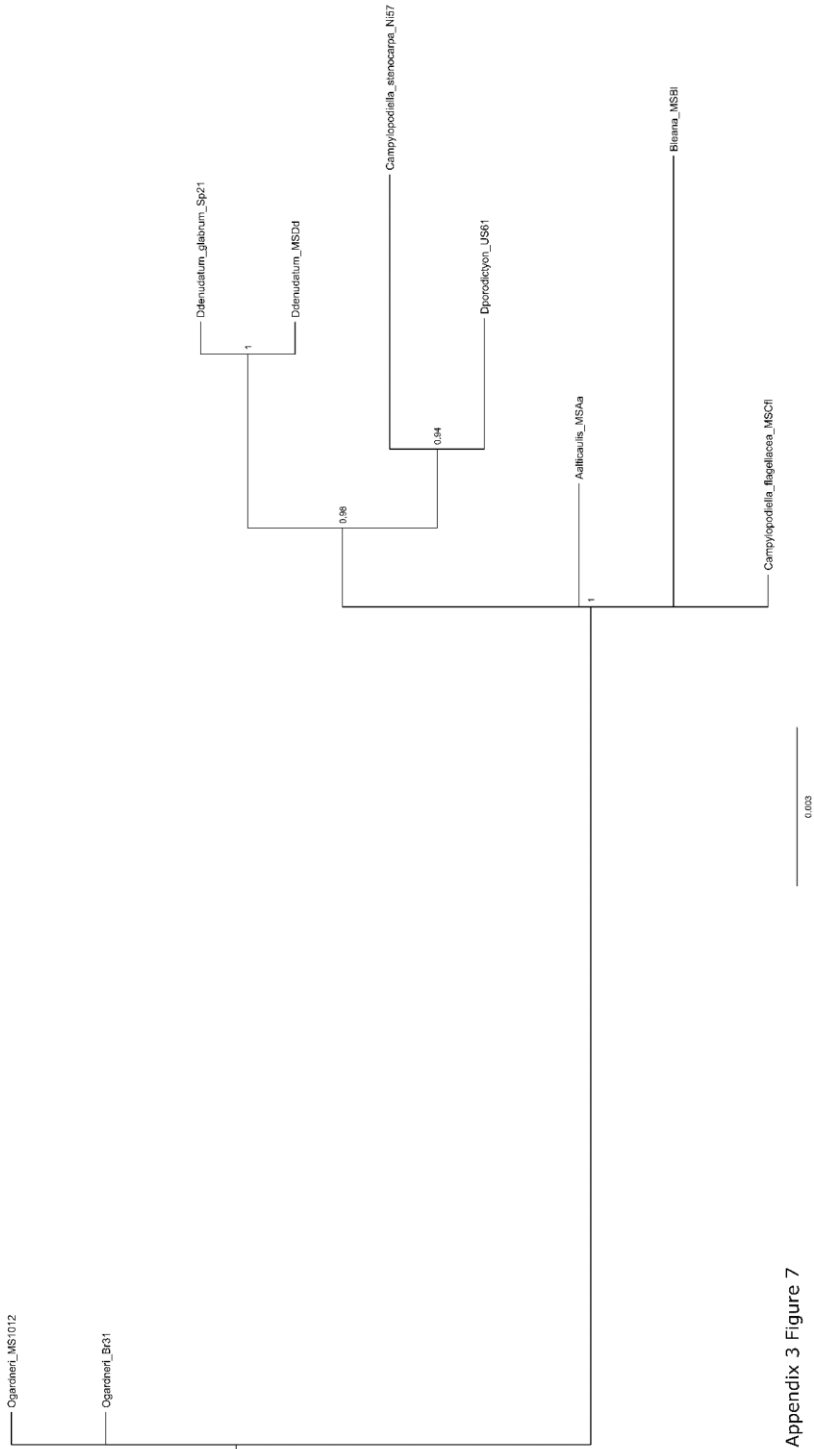 Ogardneri_MS1012
Ogardneri_Br31
Ddenudatum_glabrum_Sp21
1
Ddenudatum_MSDd
0.98
Campylopodiella_stenocarpa_Ni57
0.94
Dporodictyon_US61
Aalticaulis_MSAa
1
Bleana_MSBl
Campylopodiella_flagellacea_MSCfl
0.003
Appendix 3 Figure 7